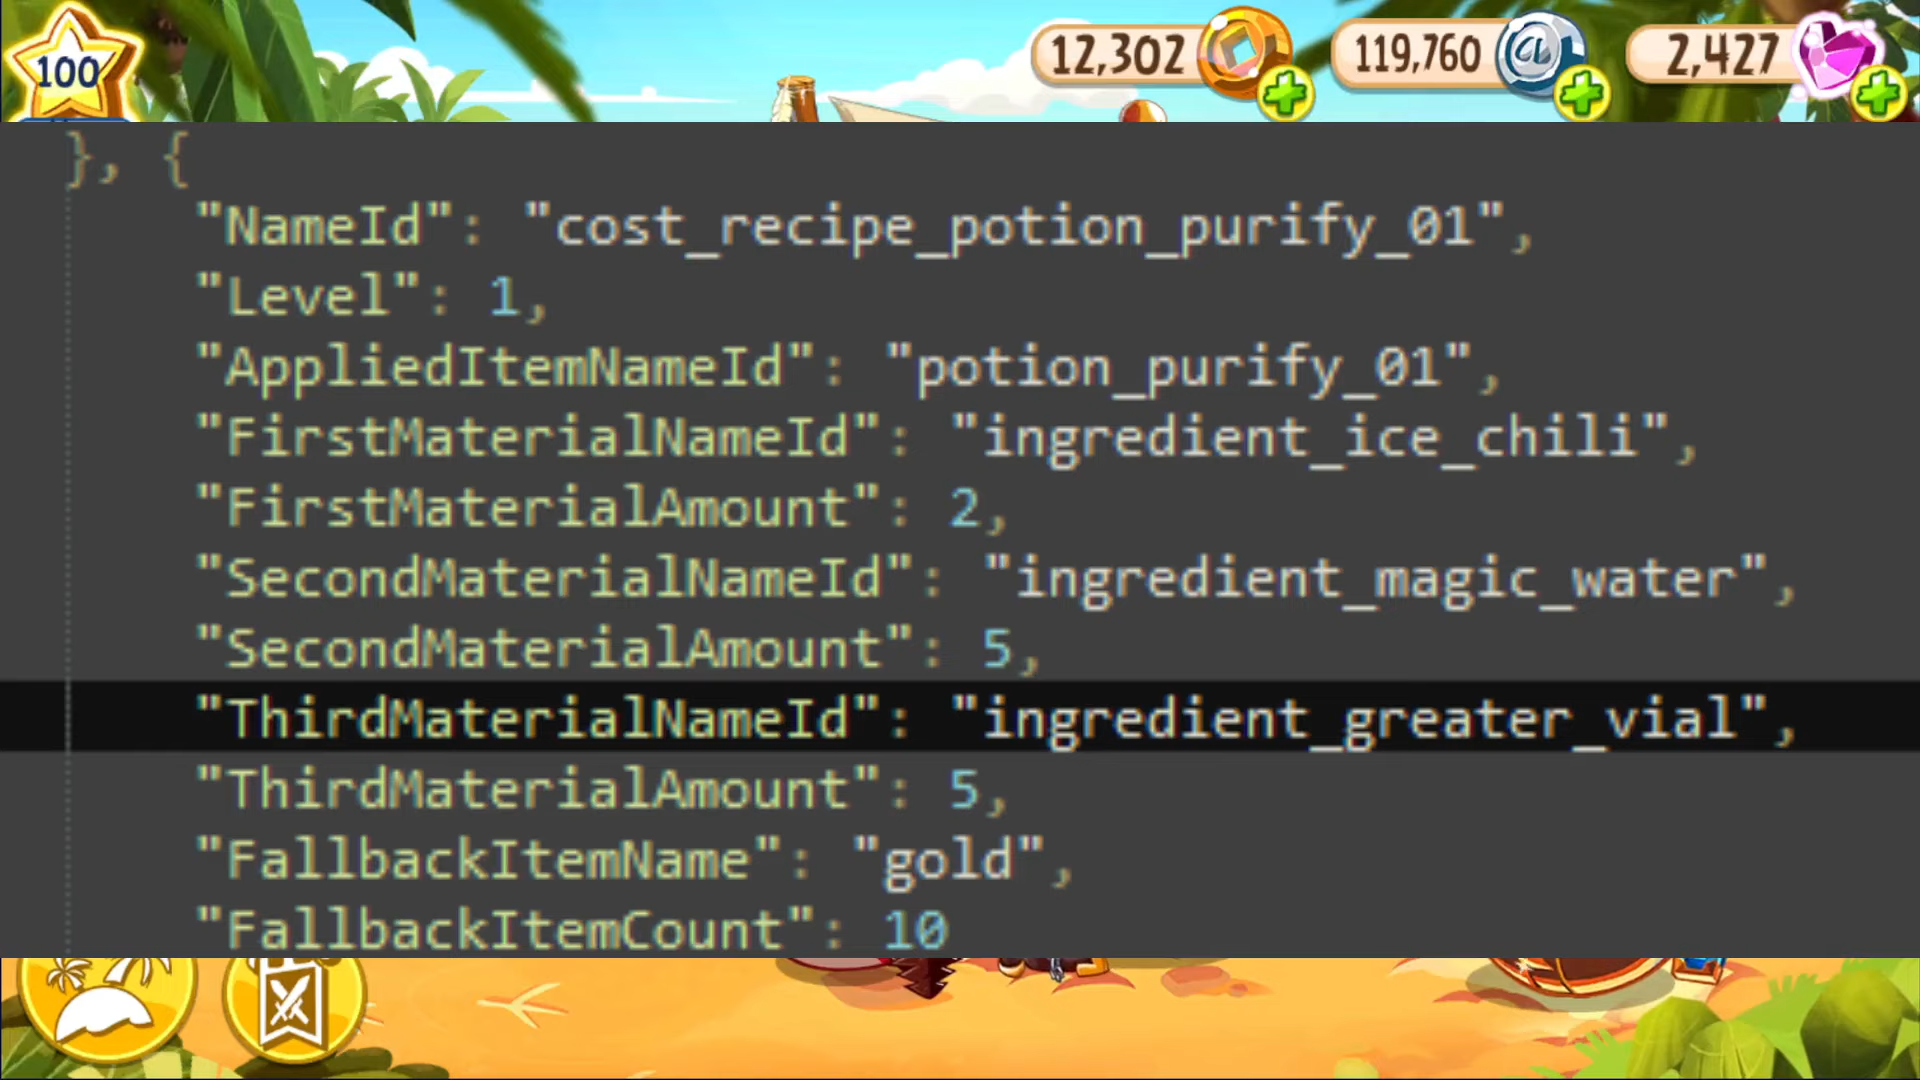 100
12,302
119,760
2,427
}, {
"NameId": "cost_recipe_potion_purify_01",
"Level": 1,
"AppliedItemNameId": "potion_purify_01",
"FirstMaterialNameId": "ingredient_ice_chili",
"FirstMaterialAmount": 2,
"SecondMaterialNameId": "ingredient_magic_water",
"SecondMaterialAmount": 5,
"ThirdMaterialNameId": "ingredient_greater_vial",
"ThirdMaterialAmount": 5,
"FallbackItemName": "gold",
"FallbackItemCount": 10